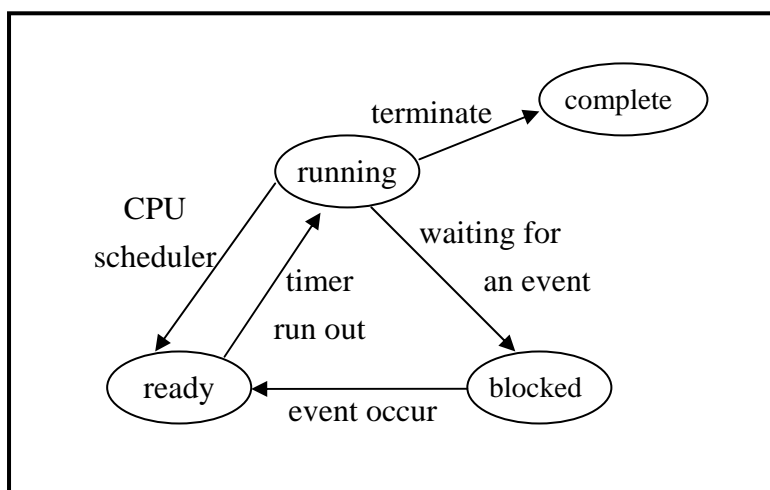 complete
terminate
running
CPU
scheduler
waiting for
an event
timer
run out
ready
blocked
event occur